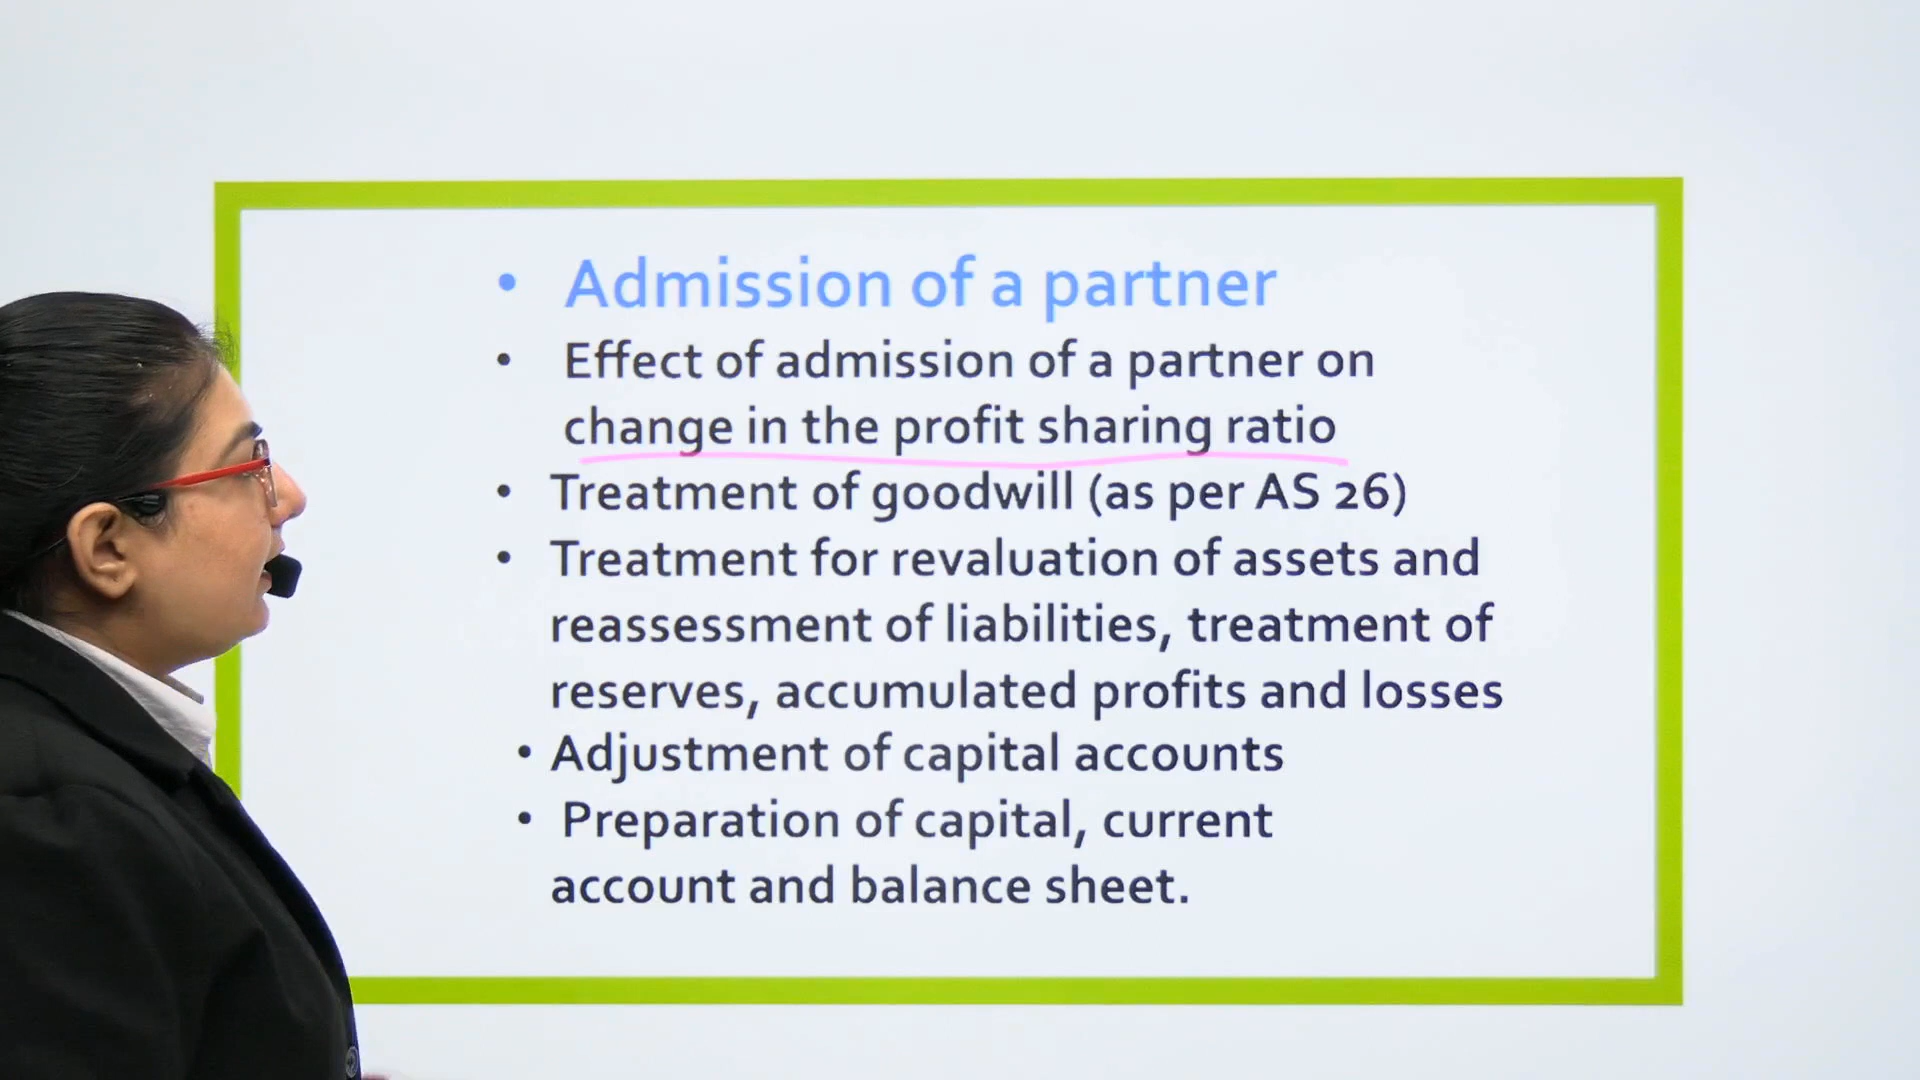 • Admission of a partner
• Effect of admission of a partner on
change in the profit sharing ratio
• Treatment of goodwill (as per AS 26)
• Treatment for revaluation of assets and
reassessment of liabilities, treatment of
reserves, accumulated profits and losses
• Adjustment of capital accounts
• Preparation of capital, current
account and balance sheet.